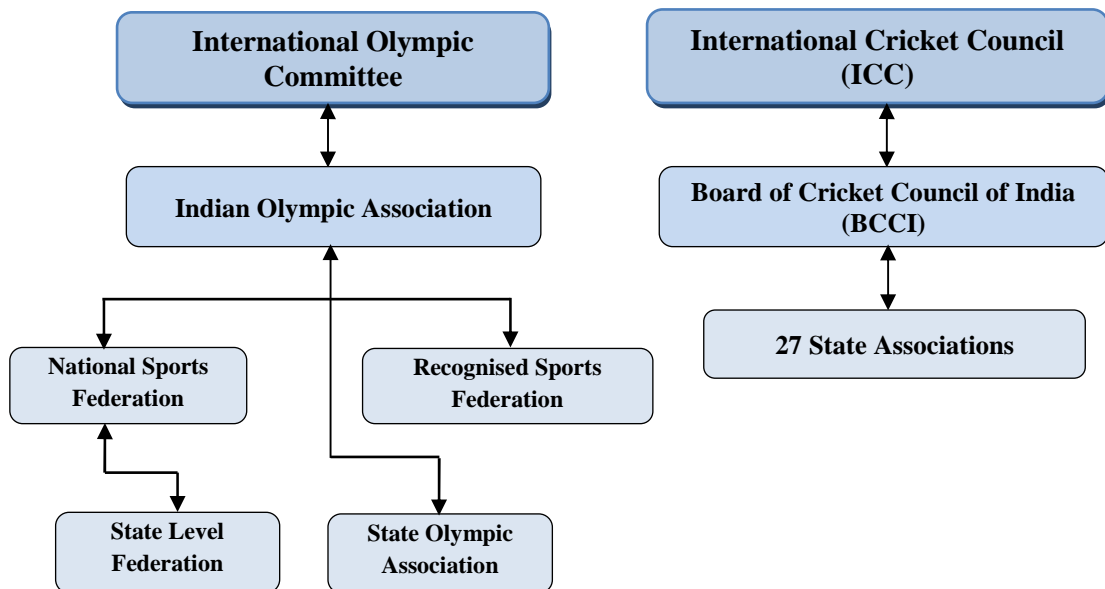 International Olympic
Committee
International Cricket Council
(ICC)
Indian Olympic Association
Board of Cricket Council of India
(BCCI)
27 State Associations
National Sports
Federation
Recognised Sports
Federation
State Level
Federation
State Olympic
Association